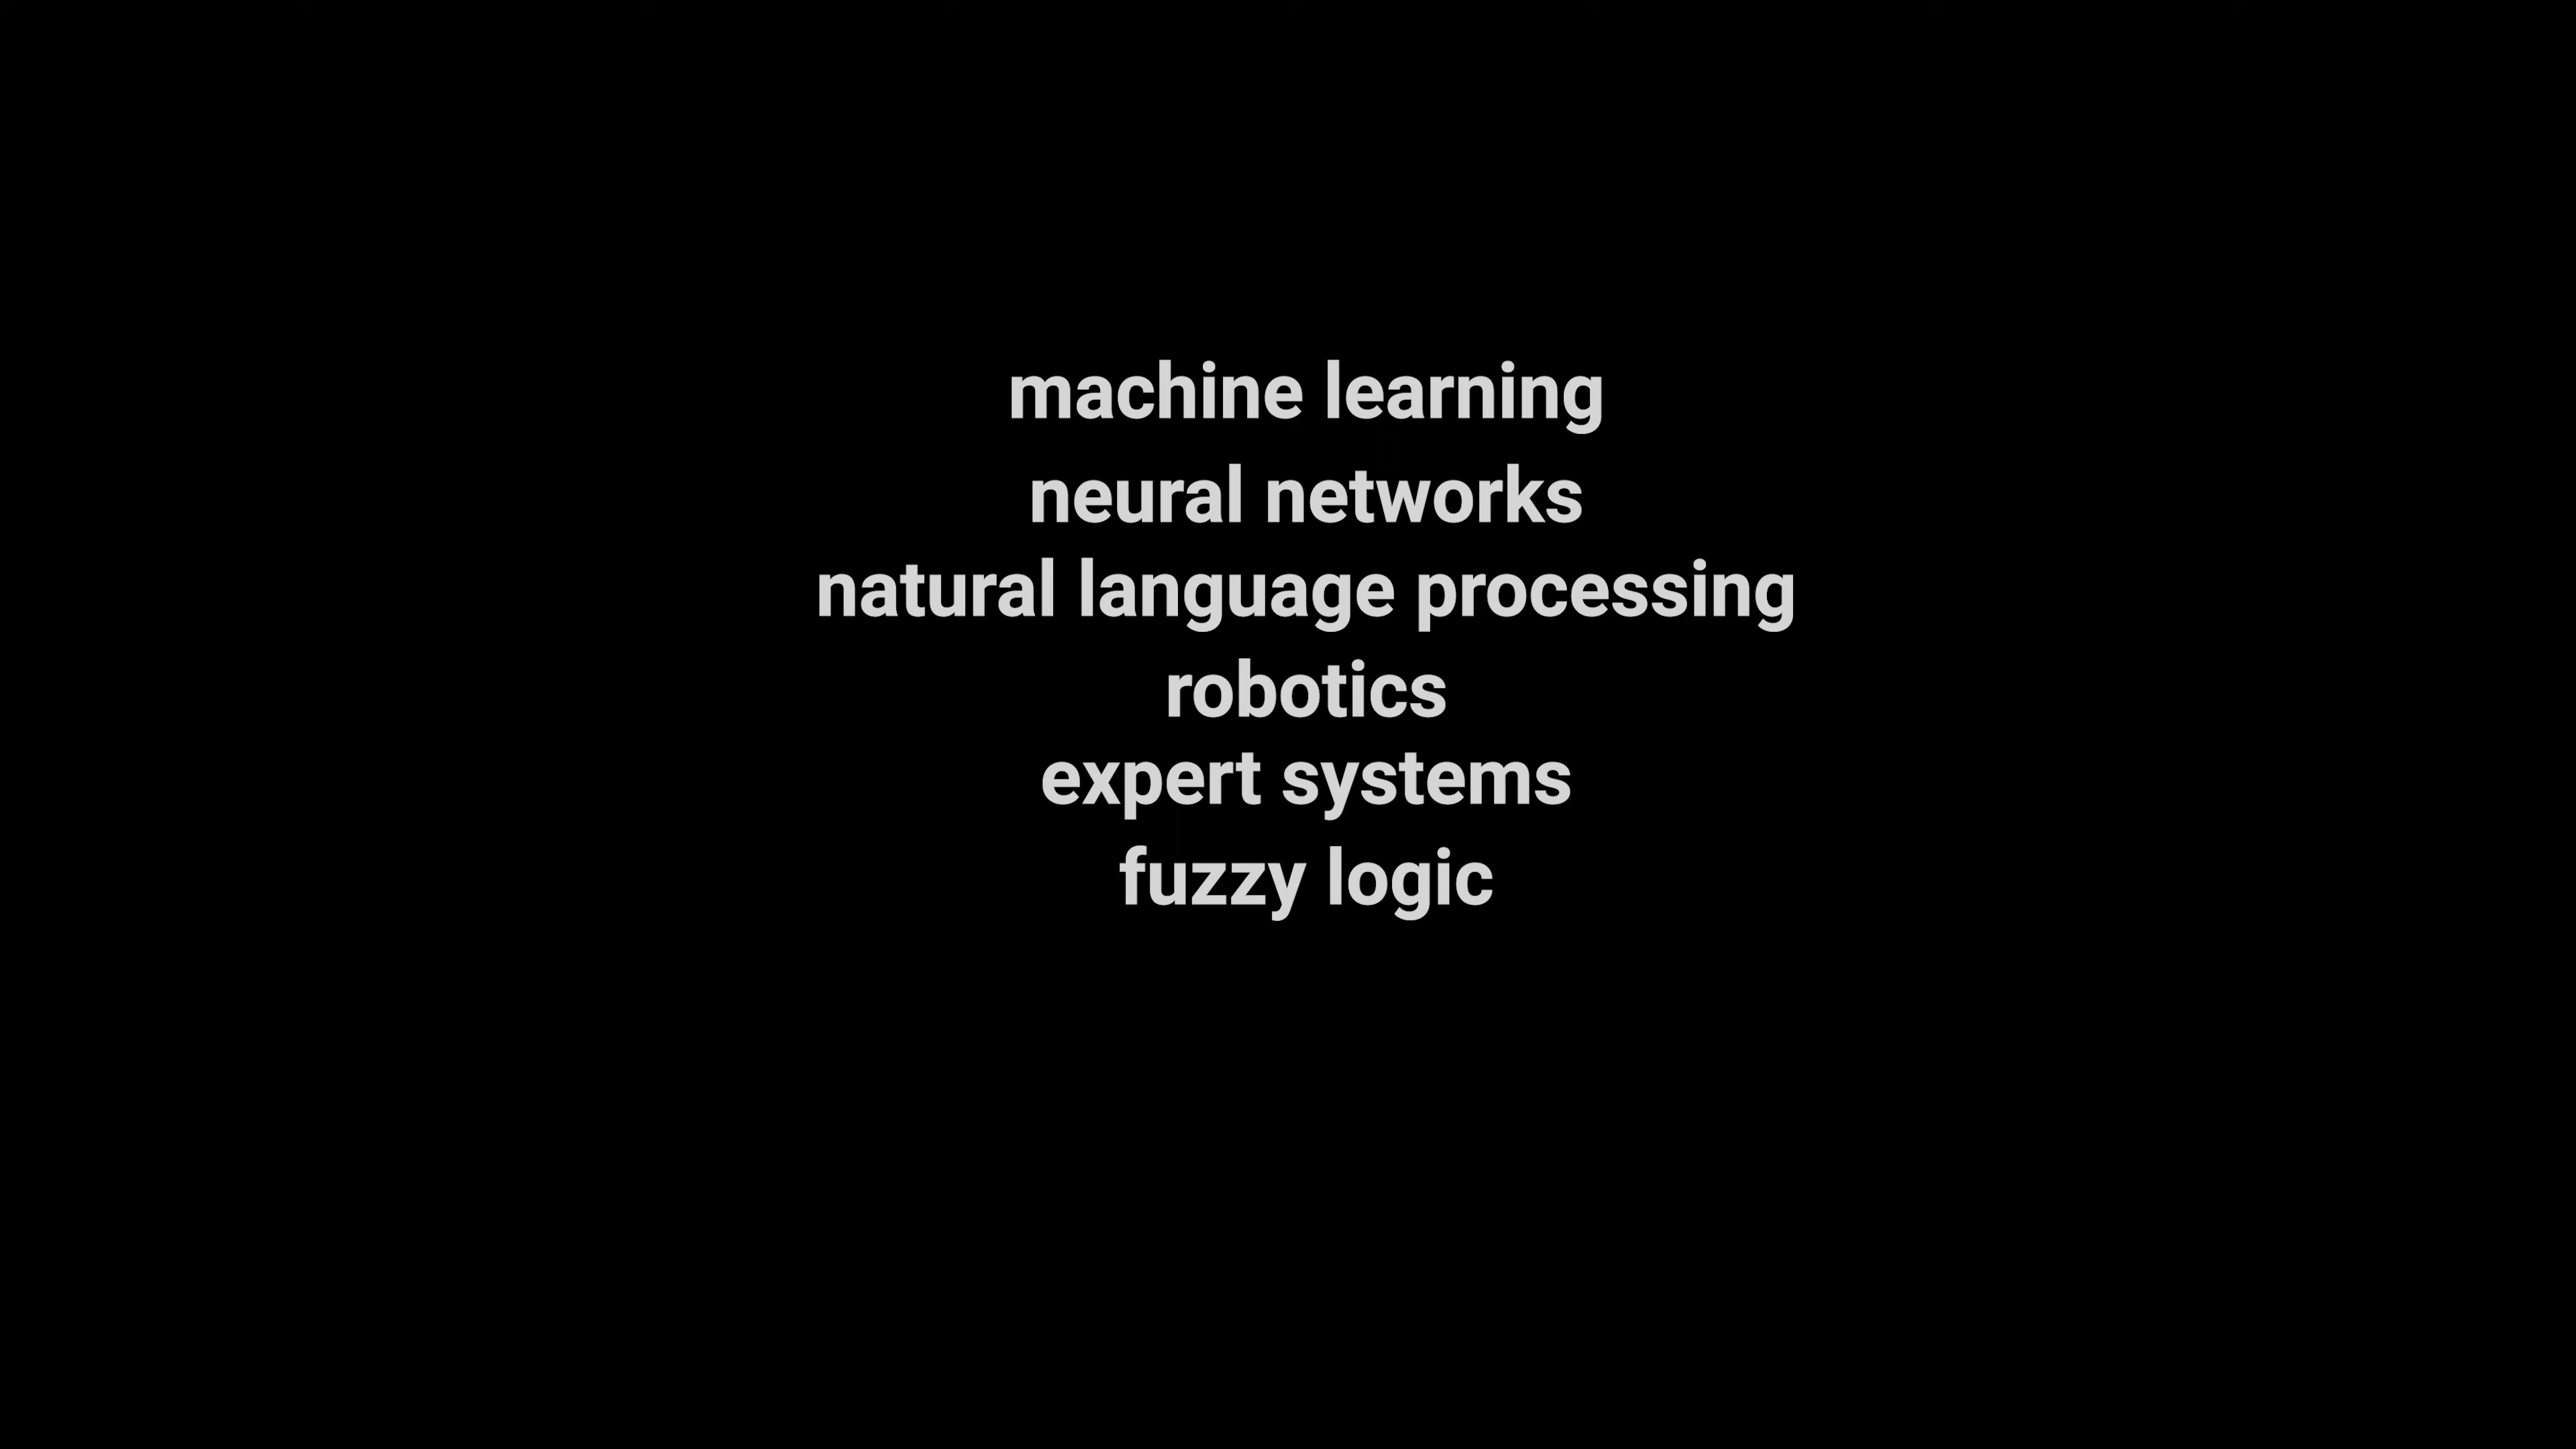 machine learning
neural networks
natural language processing
robotics
expert systems
fuzzy logic